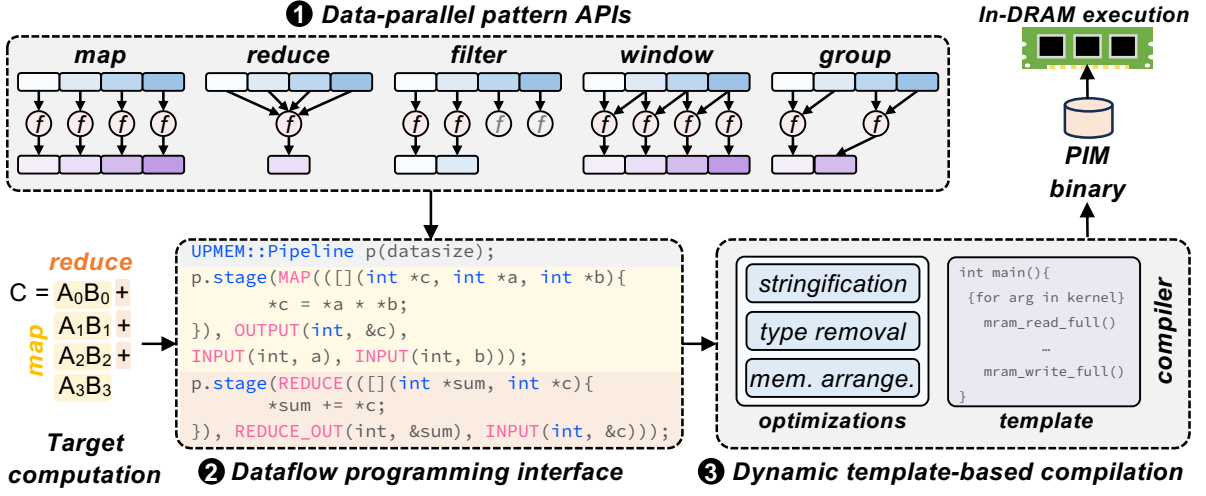 ❶ Data-parallel pattern APIs
In-DRAM execution
map reduce filter window group
f f f f f f f f f f f f f f f
PIM
binary
reduce
C = A₀B₀ +
A₁B₁ +
A₂B₂ +
A₃B₃
map
Target
computation
UPMEM::Pipeline p(datasize);
p.stage(MAP(([](int *c, int *a, int *b){
*c = *a * *b;
}), OUTPUT(int, &c),
INPUT(int, a), INPUT(int, b)));
p.stage(REDUCE(([](int *sum, int *c){
*sum += *c;
}), REDUCE_OUT(int, &sum), INPUT(int, &c)));
❷ Dataflow programming interface
stringification
type removal
mem. arrange.
optimizations
int main(){
{for arg in kernel}
mram_read_full()
…
mram_write_full()
}
template
compiler
❸ Dynamic template-based compilation